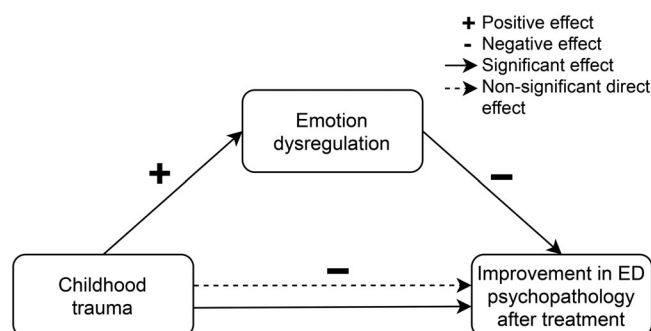 + Positive effect
- Negative effect
Significant effect
Non-significant direct
effect
Emotion
dysregulation
+
-
-
Childhood
trauma
Improvement in ED
psychopathology
after treatment